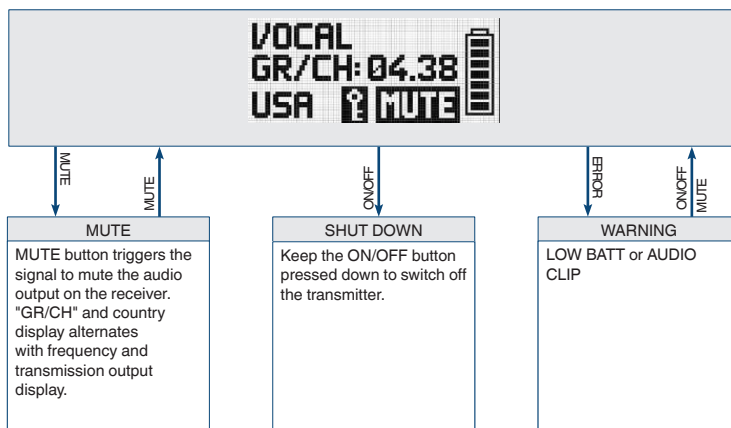 VOCAL
GR/CH: 04.38
USA MUTE
MUTE
MUTE
ON/OFF
ERROR
ON/OFF
MUTE
MUTE
MUTE button triggers the
signal to mute the audio
output on the receiver.
"GR/CH" and country
display alternates
with frequency and
transmission output
display.
SHUT DOWN
Keep the ON/OFF button
pressed down to switch off
the transmitter.
WARNING
LOW BATT or AUDIO
CLIP